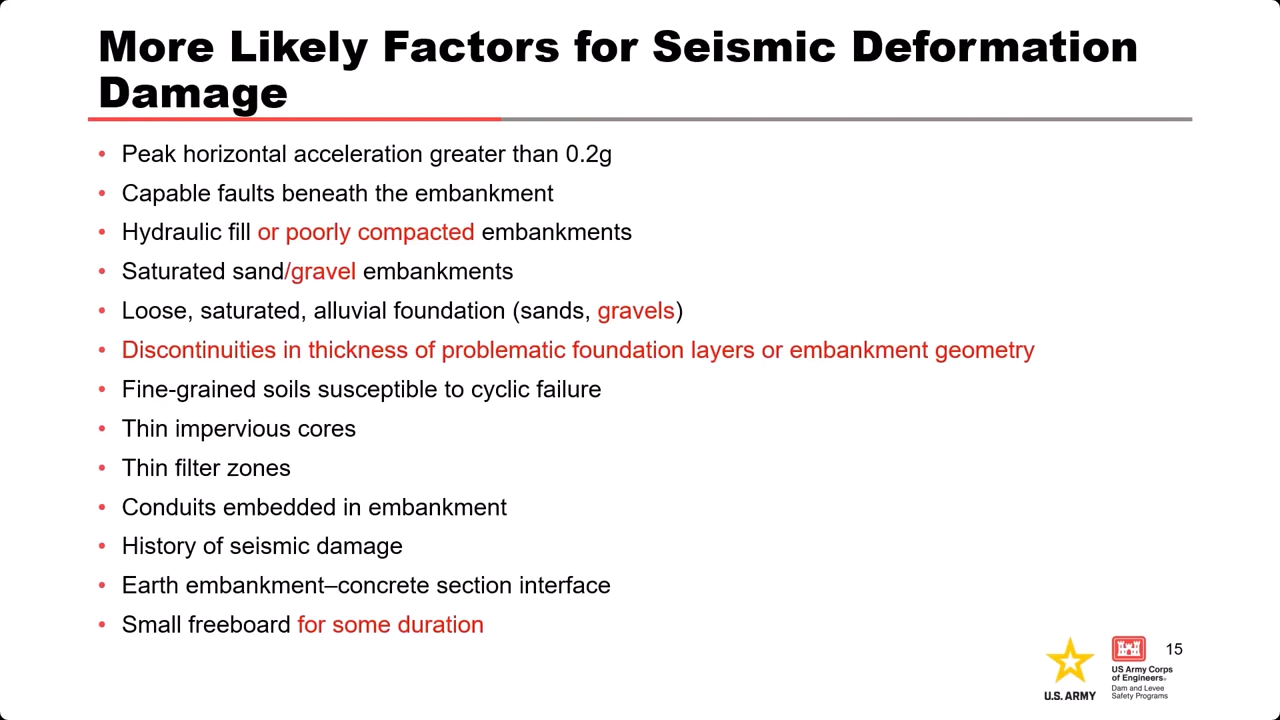 More Likely Factors for Seismic Deformation
Damage
• Peak horizontal acceleration greater than 0.2g
• Capable faults beneath the embankment
• Hydraulic fill or poorly compacted embankments
• Saturated sand/gravel embankments
• Loose, saturated, alluvial foundation (sands, gravels)
• Discontinuities in thickness of problematic foundation layers or embankment geometry
• Fine-grained soils susceptible to cyclic failure
• Thin impervious cores
• Thin filter zones
• Conduits embedded in embankment
• History of seismic damage
• Earth embankment–concrete section interface
• Small freeboard for some duration
U.S. ARMY
US Army Corps
of Engineers®
Dam and Levee
Safety Programs
15